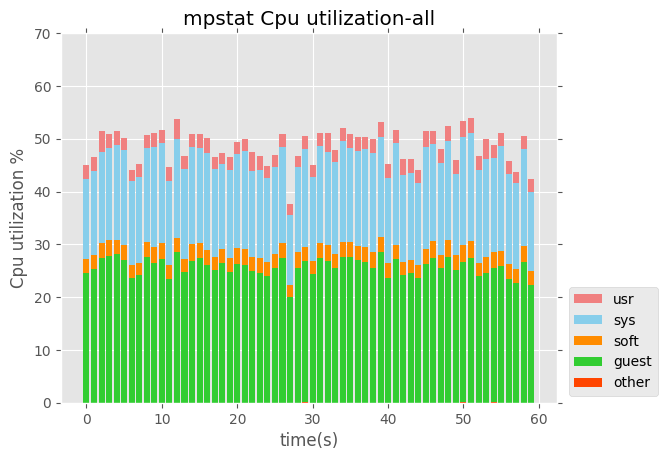 mpstat Cpu utilization-all
70
60
50
40
30
20
10
0
Cpu utilization %
0 10 20 30 40 50 60
time(s)
usr
sys
soft
guest
other